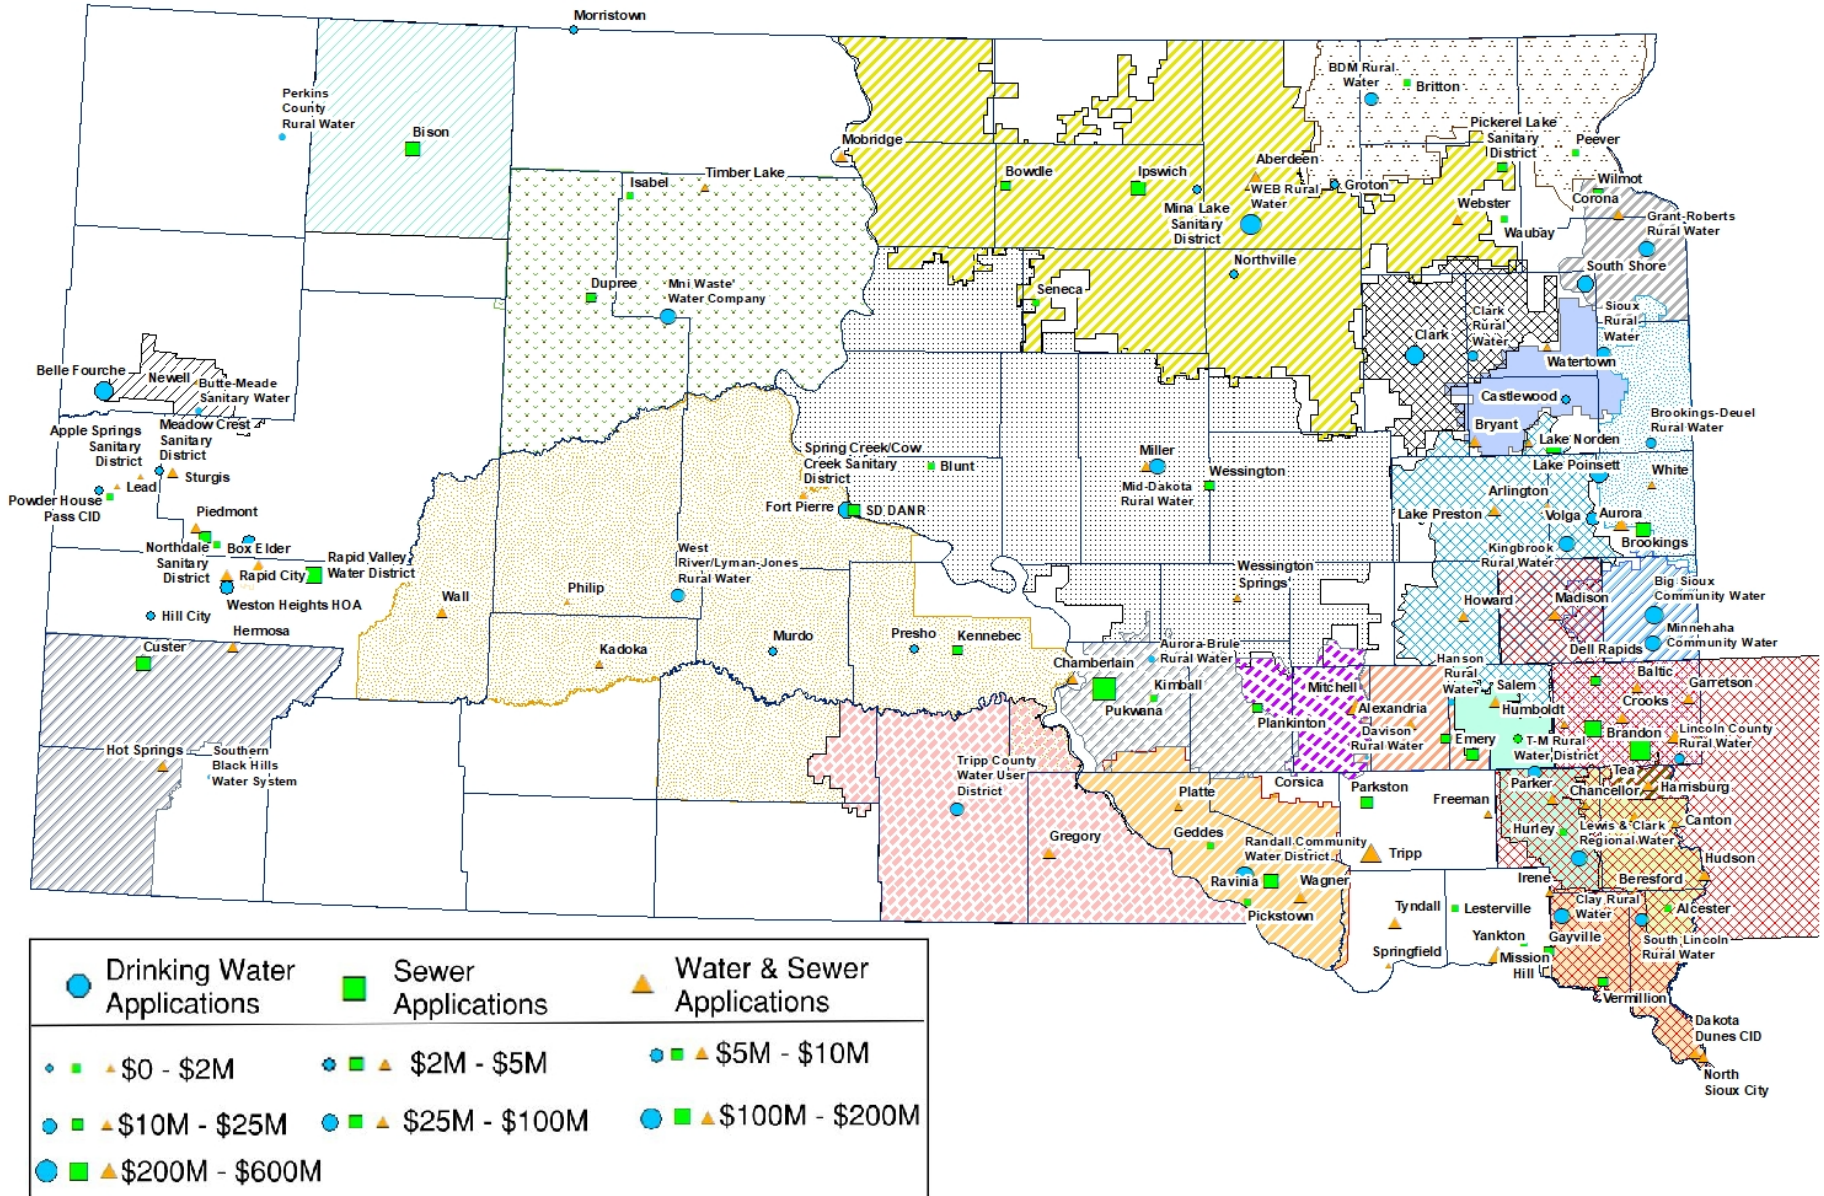 Morristown
Perkins
County
Rural Water
Bison
BDM Rural
Water
Britton
Pickerel Lake
Sanitary
District
Peever
Mobridge
Timber Lake
Isabel
Bowdle
Ipswich
Aberdeen
WEB Rural
Water
Groton
Wilmot
Corona
Mina Lake
Sanitary
District
Webster
Waubay
Grant-Roberts
Rural Water
Northville
South Shore
Dupree
Mni Waste'
Water Company
Seneca
Clark
Clark
Rural
Water
Sioux
Rural
Water
Watertown
Belle Fourche
Newell
Butte-Meade
Sanitary Water
Castlewood
Brookings-Deuel
Rural Water
Apple Springs
Sanitary
District
Meadow Crest
Sanitary
District
Bryant
Lake Norden
Spring Creek/Cow
Creek Sanitary
District
Blunt
Miller
Wessington
Mid-Dakota
Rural Water
Lake Poinsett
White
Sturgis
Lead
Powder House
Pass CID
Arlington
Lake Preston
Volga
Aurora
Brookings
Fort Pierre
SD DANR
Piedmont
Northdale
Sanitary
District
Box Elder
Rapid Valley
Water District
Rapid City
Weston Heights HOA
West
River/Lyman-Jones
Rural Water
Kingbrook
Rural Water
Wessington
Springs
Big Sioux
Community Water
Wall
Philip
Howard
Madison
Hill City
Minnehaha
Community Water
Hermosa
Custer
Kadoka
Murdo
Presho
Kennebec
Aurora-Brule
Rural Water
Chamberlain
Kimball
Pukwana
Dell Rapids
Hanson
Rural
Water
Salem
Baltic
Garretson
Mitchell
Alexandria
Humboldt
Crooks
Plankinton
Davison
Rural Water
Emery
T-M Rural
Water District
Brandon
Lincoln County
Rural Water
Hot Springs
Southern
Black Hills
Water System
Tripp County
Water User
District
Platte
Corsica
Parkston
Freeman
Parker
Tea
Chancellor
Harrisburg
Gregory
Geddes
Randall Community
Water District
Tripp
Hurley
Lewis & Clark
Regional Water
Canton
Hudson
Ravinia
Wagner
Irene
Beresford
Pickstown
Tyndall
Lesterville
Clay Rural
Water
Alcester
Springfield
Yankton
Mission
Hill
Gayville
South Lincoln
Rural Water
Vermillion
Dakota
Dunes CID
North
Sioux City
Drinking Water
Applications
Sewer
Applications
Water & Sewer
Applications
$0 - $2M
$2M - $5M
$5M - $10M
$10M - $25M
$25M - $100M
$100M - $200M
$200M - $600M